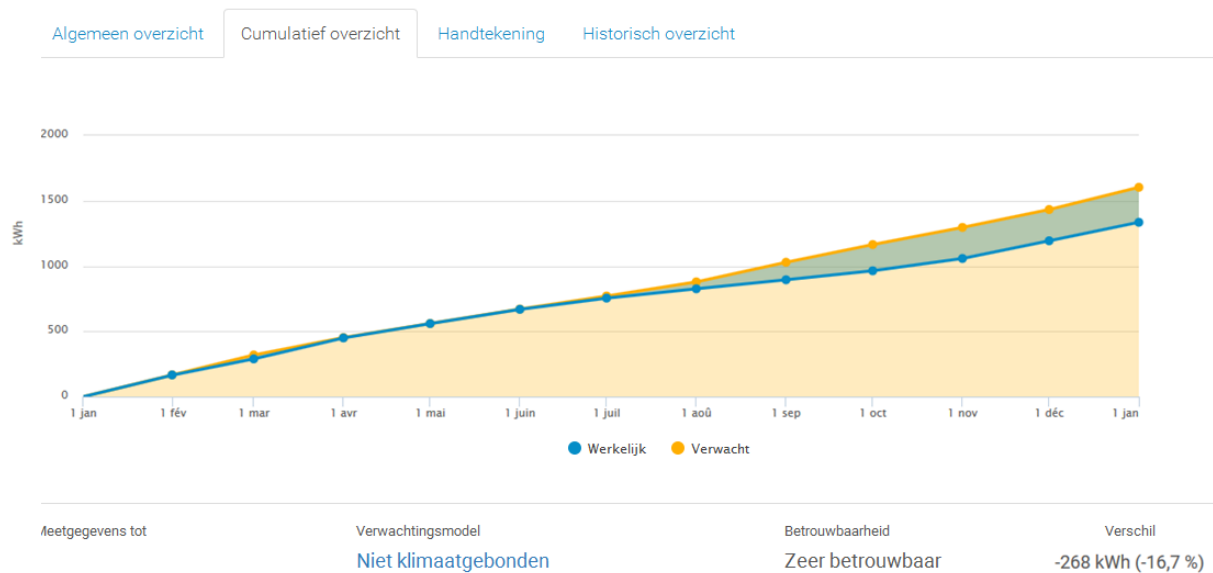 Algemeen overzicht Cumulatief overzicht Handtekening Historisch overzicht
2000
1500
1000
500
0
kWh
1 jan 1 fév 1 mar 1 avr 1 mai 1 juin 1 juil 1 aoû 1 sep 1 oct 1 nov 1 déc 1 jan
Werkelijk Verwacht
Meetgegevens tot Verwachtingsmodel Betrouwbaarheid Verschil
Niet klimaatgebonden Zeer betrouwbaar -268 kWh (-16,7 %)